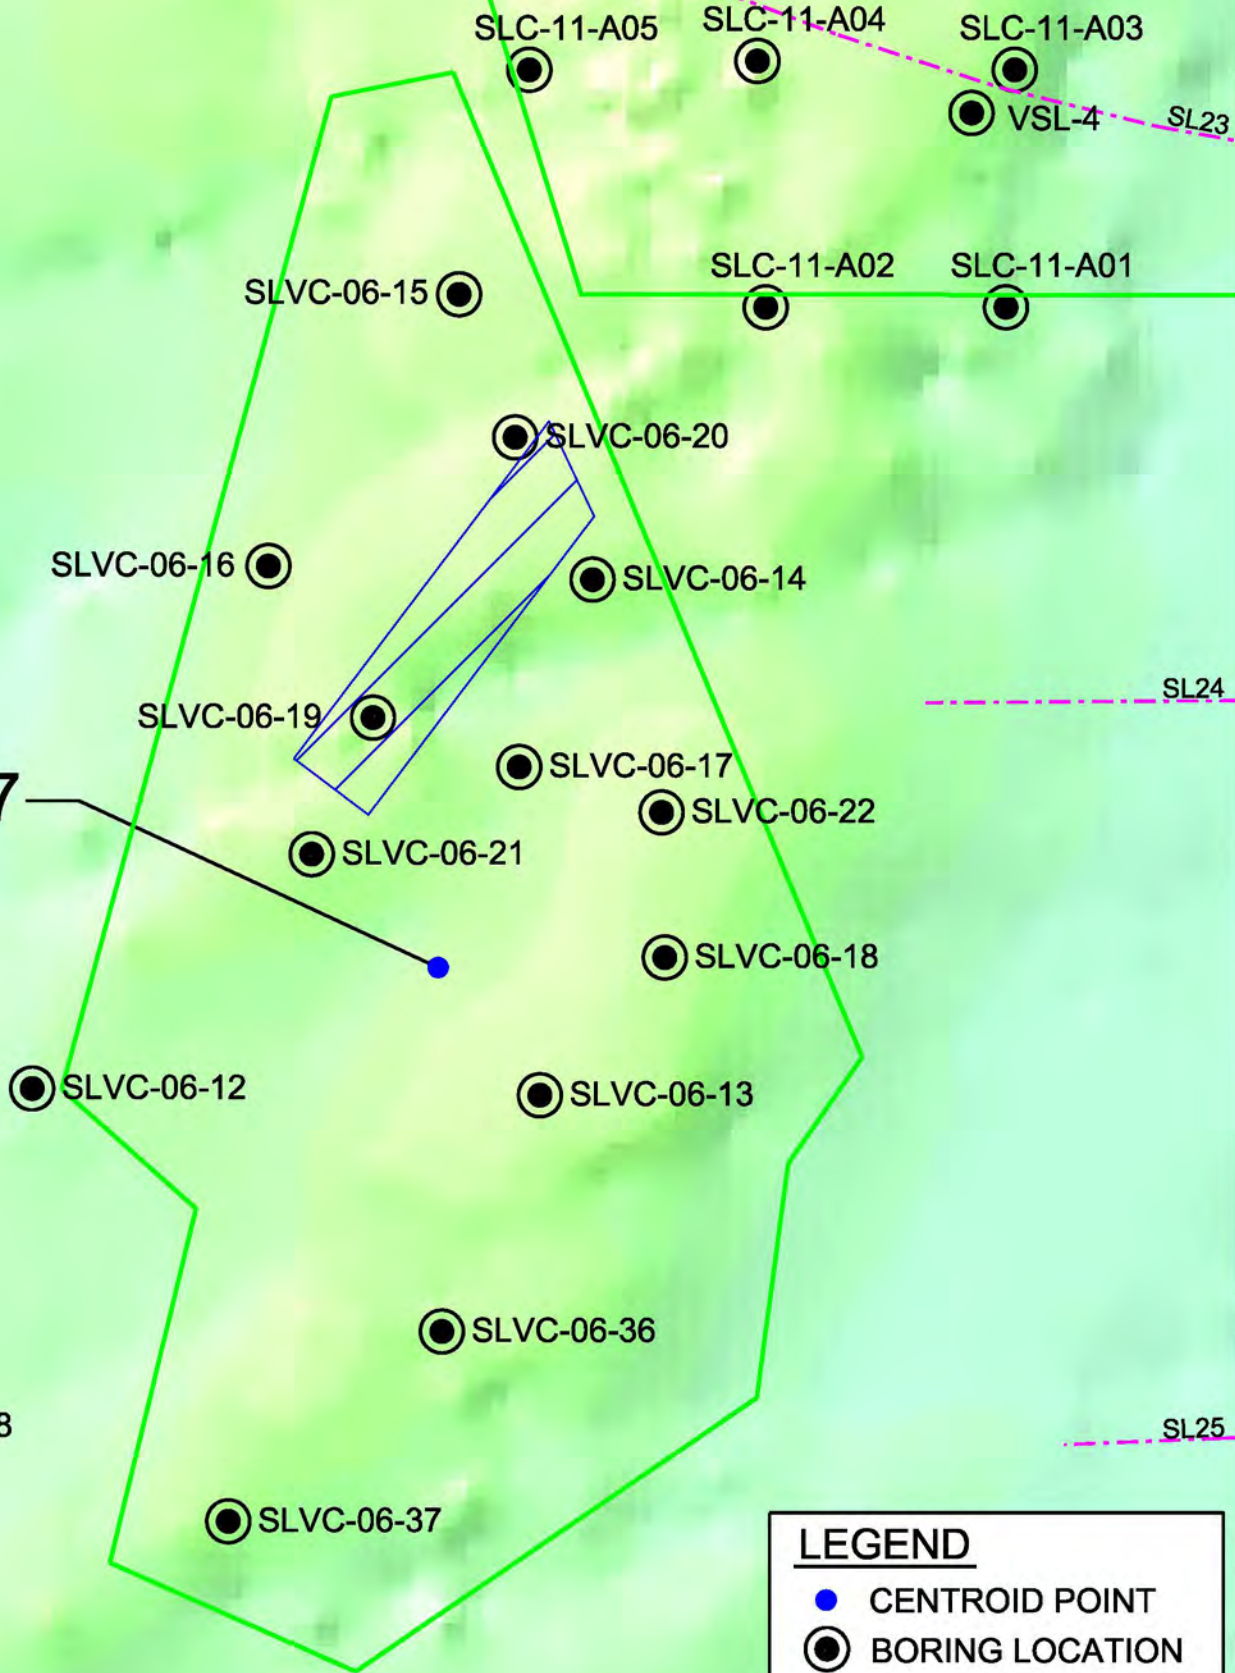 SLC-11-A05
SLC-11-A04
SLC-11-A03
VSL-4
SL23
SLC-11-A02
SLC-11-A01
SLVC-06-15
SLVC-06-20
SLVC-06-16
SLVC-06-14
SL24
SLVC-06-19
SLVC-06-17
7
SLVC-06-22
SLVC-06-21
SLVC-06-18
SLVC-06-12
SLVC-06-13
SLVC-06-36
8
SL25
SLVC-06-37
LEGEND
CENTROID POINT
BORING LOCATION